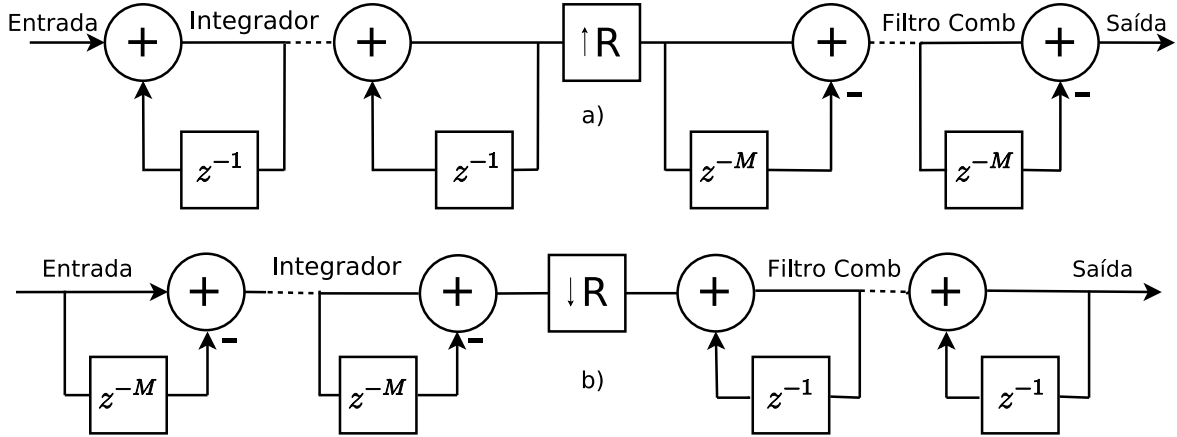 Entrada Integrador Filtro Comb Saída
+ + ↑R + +
- -
a)
z⁻¹ z⁻¹ z⁻ᴹ z⁻ᴹ
Entrada Integrador Filtro Comb Saída
+ + ↓R + +
- -
b)
z⁻ᴹ z⁻ᴹ z⁻¹ z⁻¹